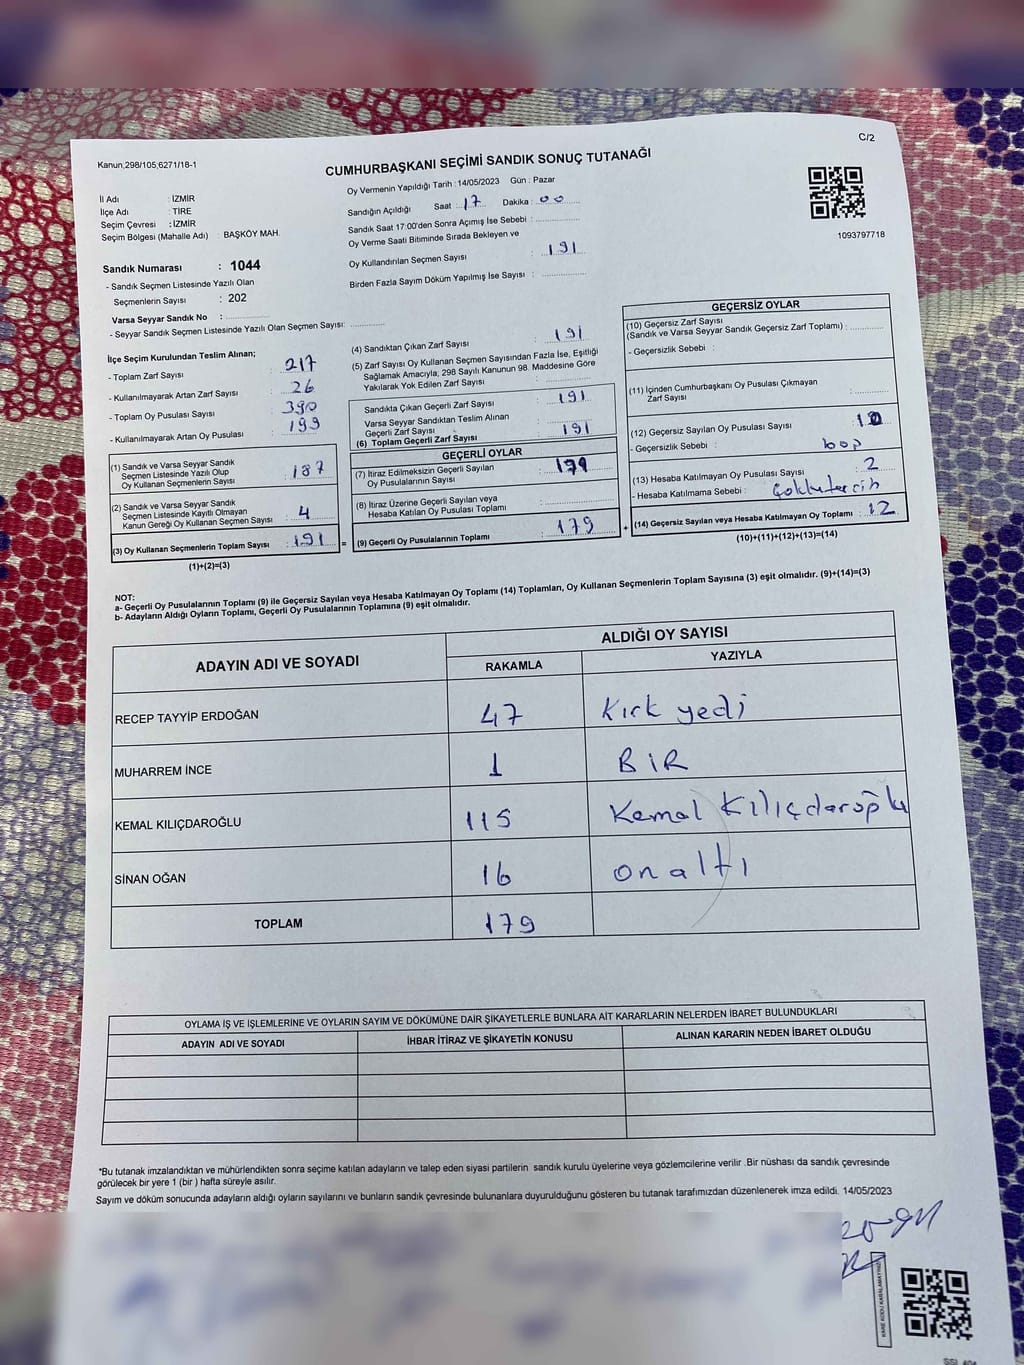 C/2
Kanun;298/105,6271/18-1
CUMHURBAŞKANI SEÇİMİ SANDIK SONUÇ TUTANAĞI
Oy Vermenin Yapıldığı Tarih : 14/05/2023 Gün : Pazar
İl Adı : İZMİR
İlçe Adı : TİRE
Seçim Çevresi : İZMİR
Seçim Bölgesi (Mahalle Adı) : BAŞKÖY MAH.
Sandığın Açıldığı Saat : 17 Dakika : 00
Sandık Saat 17:00'den Sonra Açımış İse Sebebi :
Oy Verme Saati Bitiminde Sırada Bekleyen ve
Oy Kullandırılan Seçmen Sayısı : 191
Birden Fazla Sayım Döküm Yapılmış İse Sayısı :
1093797718
Sandık Numarası : 1044
- Sandık Seçmen Listesinde Yazılı Olan
Seçmenlerin Sayısı : 202
Varsa Seyyar Sandık No :
- Seyyar Sandık Seçmen Listesinde Yazılı Olan Seçmen Sayısı:
İlçe Seçim Kurulundan Teslim Alınan;
- Toplam Zarf Sayısı : 217
- Kullanılmayarak Artan Zarf Sayısı : 26
- Toplam Oy Pusulası Sayısı : 390
- Kullanılmayarak Artan Oy Pusulası : 199
(1) Sandık ve Varsa Seyyar Sandık
Seçmen Listesinde Yazılı Olup
Oy Kullanan Seçmenlerin Sayısı : 187
(2) Sandık ve Varsa Seyyar Sandık
Seçmen Listesinde Kayıtlı Olmayan
Kanun Gereği Oy Kullanan Seçmen Sayısı : 4
(3) Oy Kullanan Seçmenlerin Toplam Sayısı : 191 =
(1)+(2)=(3)
(4) Sandıktan Çıkan Zarf Sayısı : 191
(5) Zarf Sayısı Oy Kullanan Seçmen Sayısından Fazla İse, Eşitliği
Sağlamak Amacıyla, 298 Sayılı Kanunun 98. Maddesine Göre
Yakılarak Yok Edilen Zarf Sayısı :
Sandıkta Çıkan Geçerli Zarf Sayısı : 191
Varsa Seyyar Sandıktan Teslim Alınan
Geçerli Zarf Sayısı :
(6) Toplam Geçerli Zarf Sayısı : 191
GEÇERLİ OYLAR
(7) İtiraz Edilmeksizin Geçerli Sayılan
Oy Pusulalarının Sayısı : 179
(8) İtiraz Üzerine Geçerli Sayılan veya
Hesaba Katılan Oy Pusulası Toplamı :
(9) Geçerli Oy Pusulalarının Toplamı : 179 +
GEÇERSİZ OYLAR
(10) Geçersiz Zarf Sayısı
(Sandık ve Varsa Seyyar Sandık Geçersiz Zarf Toplamı) :
- Geçersizlik Sebebi :
(11) İçinden Cumhurbaşkanı Oy Pusulası Çıkmayan
Zarf Sayısı :
(12) Geçersiz Sayılan Oy Pusulası Sayısı : 10
- Geçersizlik Sebebi :
(13) Hesaba Katılmayan Oy Pusulası Sayısı : 2
- Hesaba Katılmama Sebebi : Çoklu tercih
(14) Geçersiz Sayılan veya Hesaba Katılmayan Oy Toplamı : 12
(10)+(11)+(12)+(13)=(14)
NOT:
a- Geçerli Oy Pusulalarının Toplamı (9) ile Geçersiz Sayılan veya Hesaba Katılmayan Oy Toplamı (14) Toplamları, Oy Kullanan Seçmenlerin Toplam Sayısına (3) eşit olmalıdır. (9)+(14)=(3)
b- Adayların Aldığı Oyların Toplamı, Geçerli Oy Pusulalarının Toplamına (9) eşit olmalıdır.
ADAYIN ADI VE SOYADI
ALDIĞI OY SAYISI
RAKAMLA YAZIYLA
RECEP TAYYİP ERDOĞAN 47 Kırk yedi
MUHARREM İNCE 1 BİR
KEMAL KILIÇDAROĞLU 115 Kemal Kılıçdaroğlu
SİNAN OĞAN 16 on altı
TOPLAM 179
OYLAMA İŞ VE İŞLEMLERİNE VE OYLARIN SAYIM VE DÖKÜMÜNE DAİR ŞİKAYETLERLE BUNLARA AİT KARARLARIN NELERDEN İBARET BULUNDUKLARI
ADAYIN ADI VE SOYADI İHBAR İTİRAZ VE ŞİKAYETİN KONUSU ALINAN KARARIN NEDEN İBARET OLDUĞU
*Bu tutanak imzalandıktan ve mühürlendikten sonra seçime katılan adayların ve talep eden siyasi partilerin sandık kurulu üyelerine veya gözlemcilerine verilir .Bir nüshası da sandık çevresinde
görülecek bir yere 1 (bir ) hafta süreyle asılır.
Sayım ve döküm sonucunda adayların aldığı oyların sayılarını ve bunların sandık çevresinde bulunanlara duyurulduğunu gösteren bu tutanak tarafımızdan düzenlenerek imza edildi. 14/05/2023
KARE KODU KARALAMAYINIZ